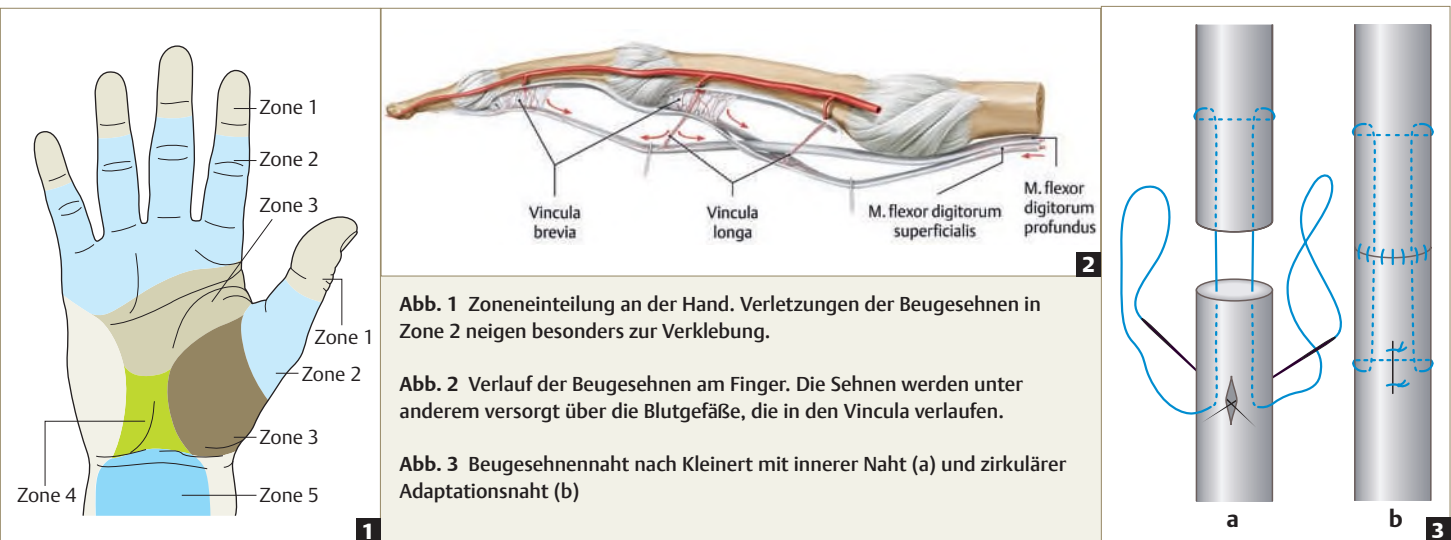 Zone 1
Zone 2
Zone 3
Zone 1
Zone 2
Zone 3
Zone 4
Zone 5
1
Vincula
brevia
Vincula
longa
M. flexor digitorum
superficialis
M. flexor
digitorum
profundus
2
Abb. 1 Zoneneinteilung an der Hand. Verletzungen der Beugesehnen in
Zone 2 neigen besonders zur Verklebung.
Abb. 2 Verlauf der Beugesehnen am Finger. Die Sehnen werden unter
anderem versorgt über die Blutgefäße, die in den Vincula verlaufen.
Abb. 3 Beugesehnennaht nach Kleinert mit innerer Naht (a) und zirkulärer
Adaptationsnaht (b)
a
b
3